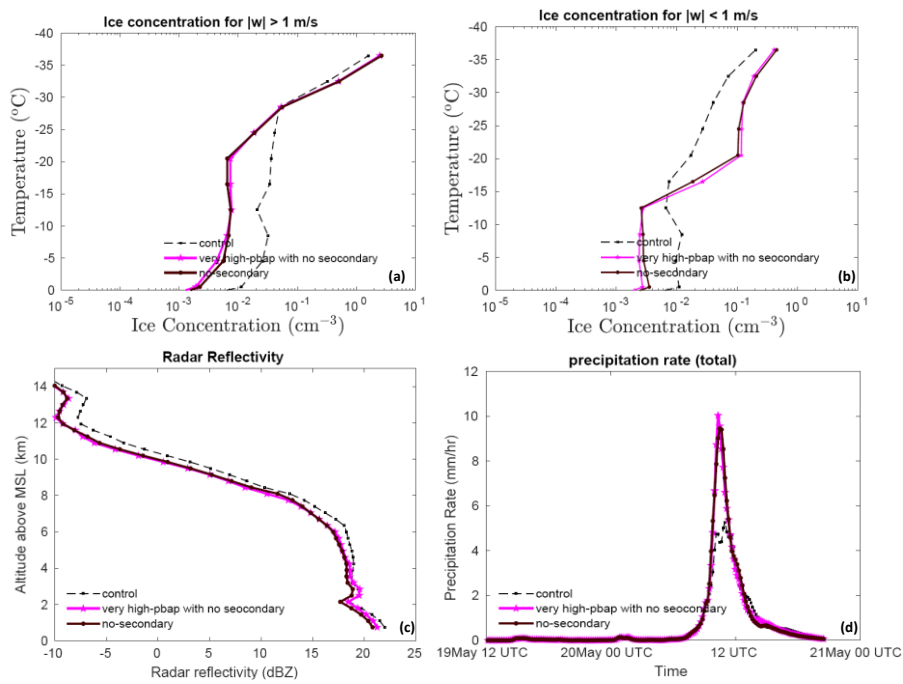 Ice concentration for |w| > 1 m/s
-40
-35
-30
-25
-20
-15
-10
-5
0
Temperature (°C)
control
very high-pbap with no seocondary
no-secondary
(a)
10^-5 10^-4 10^-3 10^-2 10^-1 10^0 10^1
Ice Concentration (cm^-3)
Ice concentration for |w| < 1 m/s
-40
-35
-30
-25
-20
-15
-10
-5
0
Temperature (°C)
control
very high-pbap with no seocondary
no-secondary
(b)
10^-5 10^-4 10^-3 10^-2 10^-1 10^0 10^1
Ice Concentration (cm^-3)
Radar Reflectivity
14
12
10
8
6
4
2
0
Altitude above MSL (km)
control
very high-pbap with no seocondary
no-secondary
(c)
-10 -5 0 5 10 15 20 25
Radar reflectivity (dBZ)
precipitation rate (total)
12
10
8
6
4
2
0
Precipitation Rate (mm/hr)
control
very high-pbap with no seocondary
no-secondary
(d)
19May 12 UTC 20May 00 UTC 12 UTC 21May 00 UTC
Time